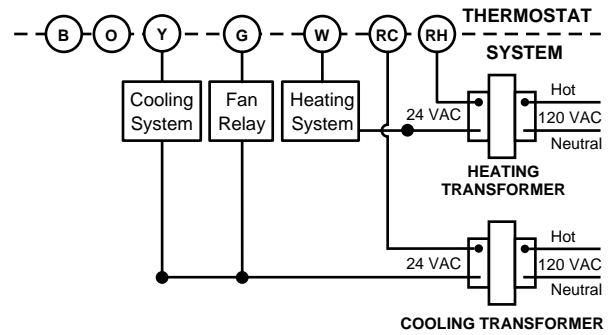 THERMOSTAT
B O Y G W RC RH
SYSTEM
Cooling
System
Fan
Relay
Heating
System
24 VAC
Hot
120 VAC
Neutral
HEATING
TRANSFORMER
24 VAC
Hot
120 VAC
Neutral
COOLING TRANSFORMER